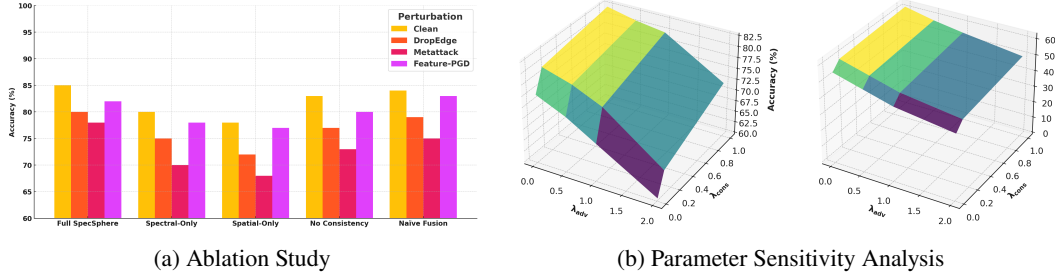 Perturbation
Clean
DropEdge
Metattack
Feature-PGD
Accuracy (%)
100
95
90
85
80
75
70
65
60
Full SpecSphere
Spectral-Only
Spatial-Only
No Consistency
Naive Fusion
(a) Ablation Study
82.5
80.0
77.5
75.0
72.5
70.0
67.5
65.0
62.5
60.0
Accuracy (%)
0.0
0.5
1.0
1.5
2.0
λadv
0.0
0.2
0.4
0.6
0.8
1.0
λcons
60
50
40
30
20
10
0
0.0
0.5
1.0
1.5
2.0
λadv
0.0
0.2
0.4
0.6
0.8
1.0
λcons
(b) Parameter Sensitivity Analysis